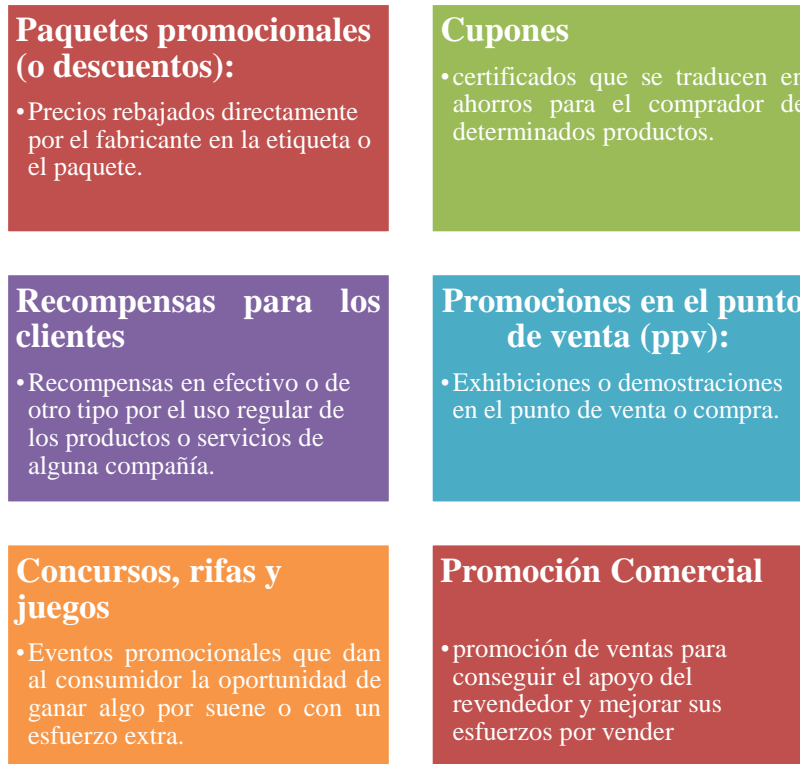 Paquetes promocionales
(o descuentos):
•Precios rebajados directamente
por el fabricante en la etiqueta o
el paquete.
Cupones
•certificados que se traducen en
ahorros para el comprador de
determinados productos.
Recompensas para los
clientes
•Recompensas en efectivo o de
otro tipo por el uso regular de
los productos o servicios de
alguna compañía.
Promociones en el punto
de venta (ppv):
•Exhibiciones o demostraciones
en el punto de venta o compra.
Concursos, rifas y
juegos
•Eventos promocionales que dan
al consumidor la oportunidad de
ganar algo por suene o con un
esfuerzo extra.
Promoción Comercial
•promoción de ventas para
conseguir el apoyo del
revendedor y mejorar sus
esfuerzos por vender